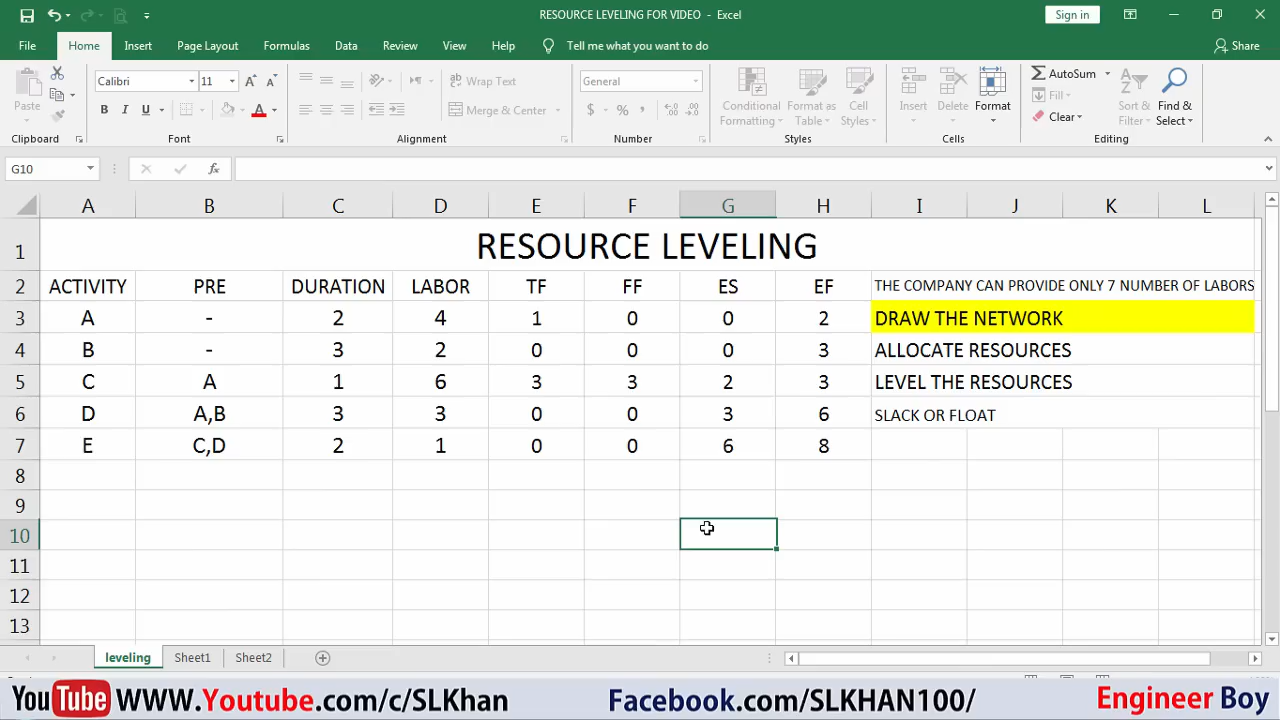 RESOURCE LEVELING FOR VIDEO - Excel
Sign in
File Home Insert Page Layout Formulas Data Review View Help Tell me what you want to do Share
Paste
Clipboard
Calibri 11
A A
B I U A
Font
Wrap Text
Merge & Center
Alignment
General
$ % ,
Number
Conditional Formatting
Format as Table
Cell Styles
Styles
Insert
Delete
Format
Cells
AutoSum
Fill
Clear
Sort & Filter
Find & Select
Editing
G10 fx
A B C D E F G H I J K L
1 RESOURCE LEVELING
2 ACTIVITY PRE DURATION LABOR TF FF ES EF THE COMPANY CAN PROVIDE ONLY 7 NUMBER OF LABORS
3 A - 2 4 1 0 0 2 DRAW THE NETWORK
4 B - 3 2 0 0 0 3 ALLOCATE RESOURCES
5 C A 1 6 3 3 2 3 LEVEL THE RESOURCES
6 D A,B 3 3 0 0 3 6 SLACK OR FLOAT
7 E C,D 2 1 0 0 6 8
8
9
10
11
12
13
leveling Sheet1 Sheet2
YouTube WWW.Youtube.com/c/SLKhan Facebook.com/SLKHAN100/ Engineer Boy